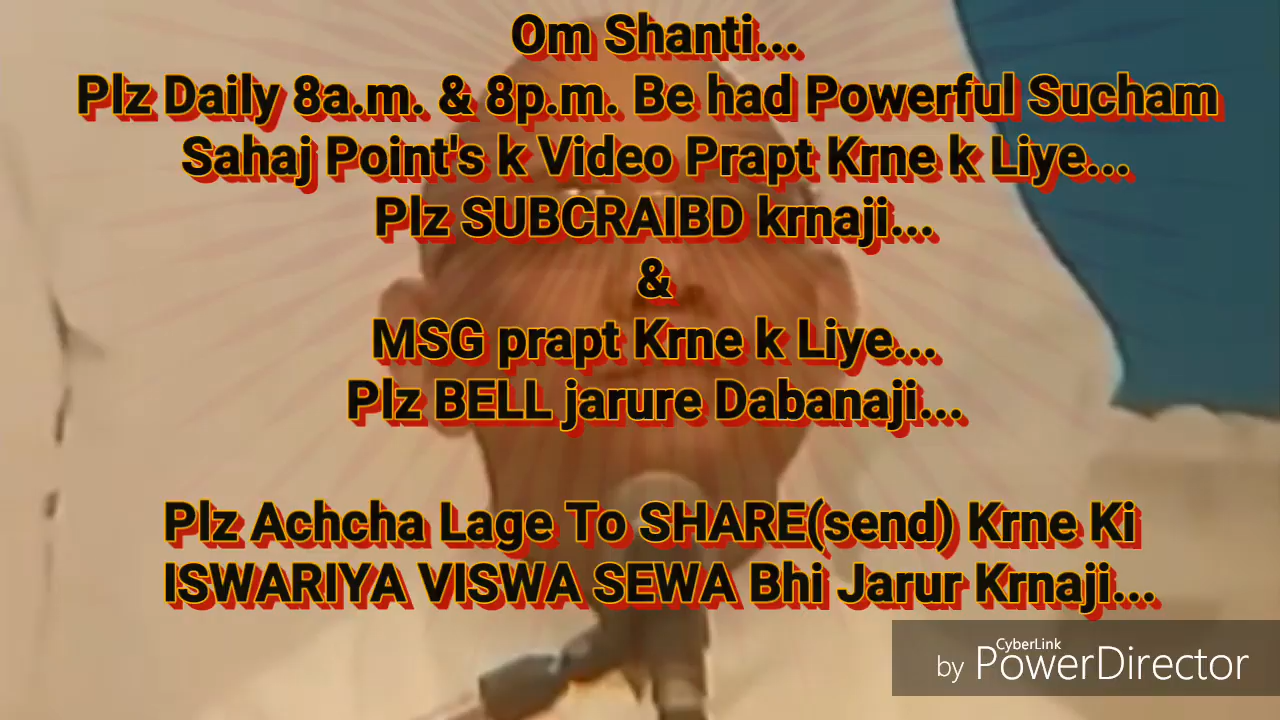 Om Shanti...
Plz Daily 8a.m. & 8p.m. Be had Powerful Sucham
Sahaj Point's k Video Prapt Krne k Liye...
Plz SUBCRAIBD krnaji...
&
MSG prapt Krne k Liye...
Plz BELL jarure Dabanaji...
Plz Achcha Lage To SHARE(send) Krne Ki
ISWARIYA VISWA SEWA Bhi Jarur Krnaji...
CyberLink
by PowerDirector